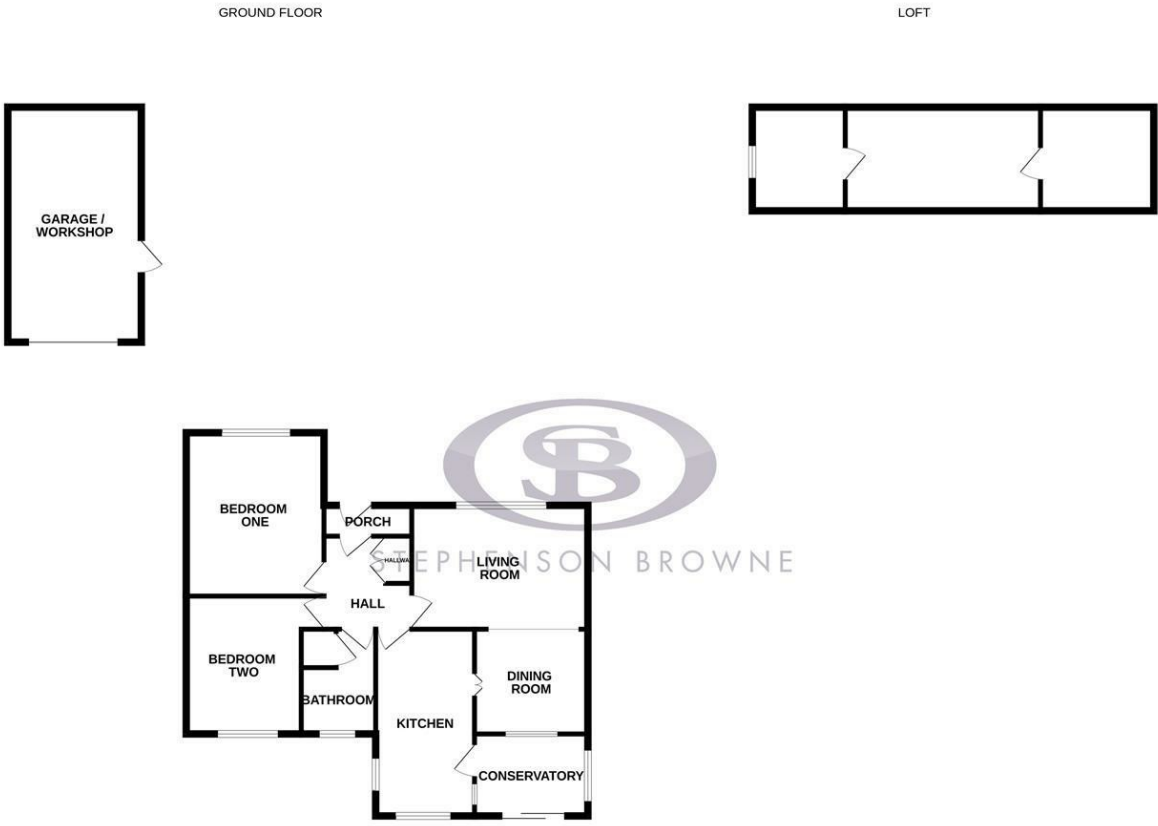 GROUND FLOOR
LOFT
GARAGE /
WORKSHOP
SB
BEDROOM
ONE
PORCH
STEPHENSON BROWNE
LIVING
ROOM
HALL
BEDROOM
TWO
DINING
ROOM
BATHROOM
KITCHEN
CONSERVATORY